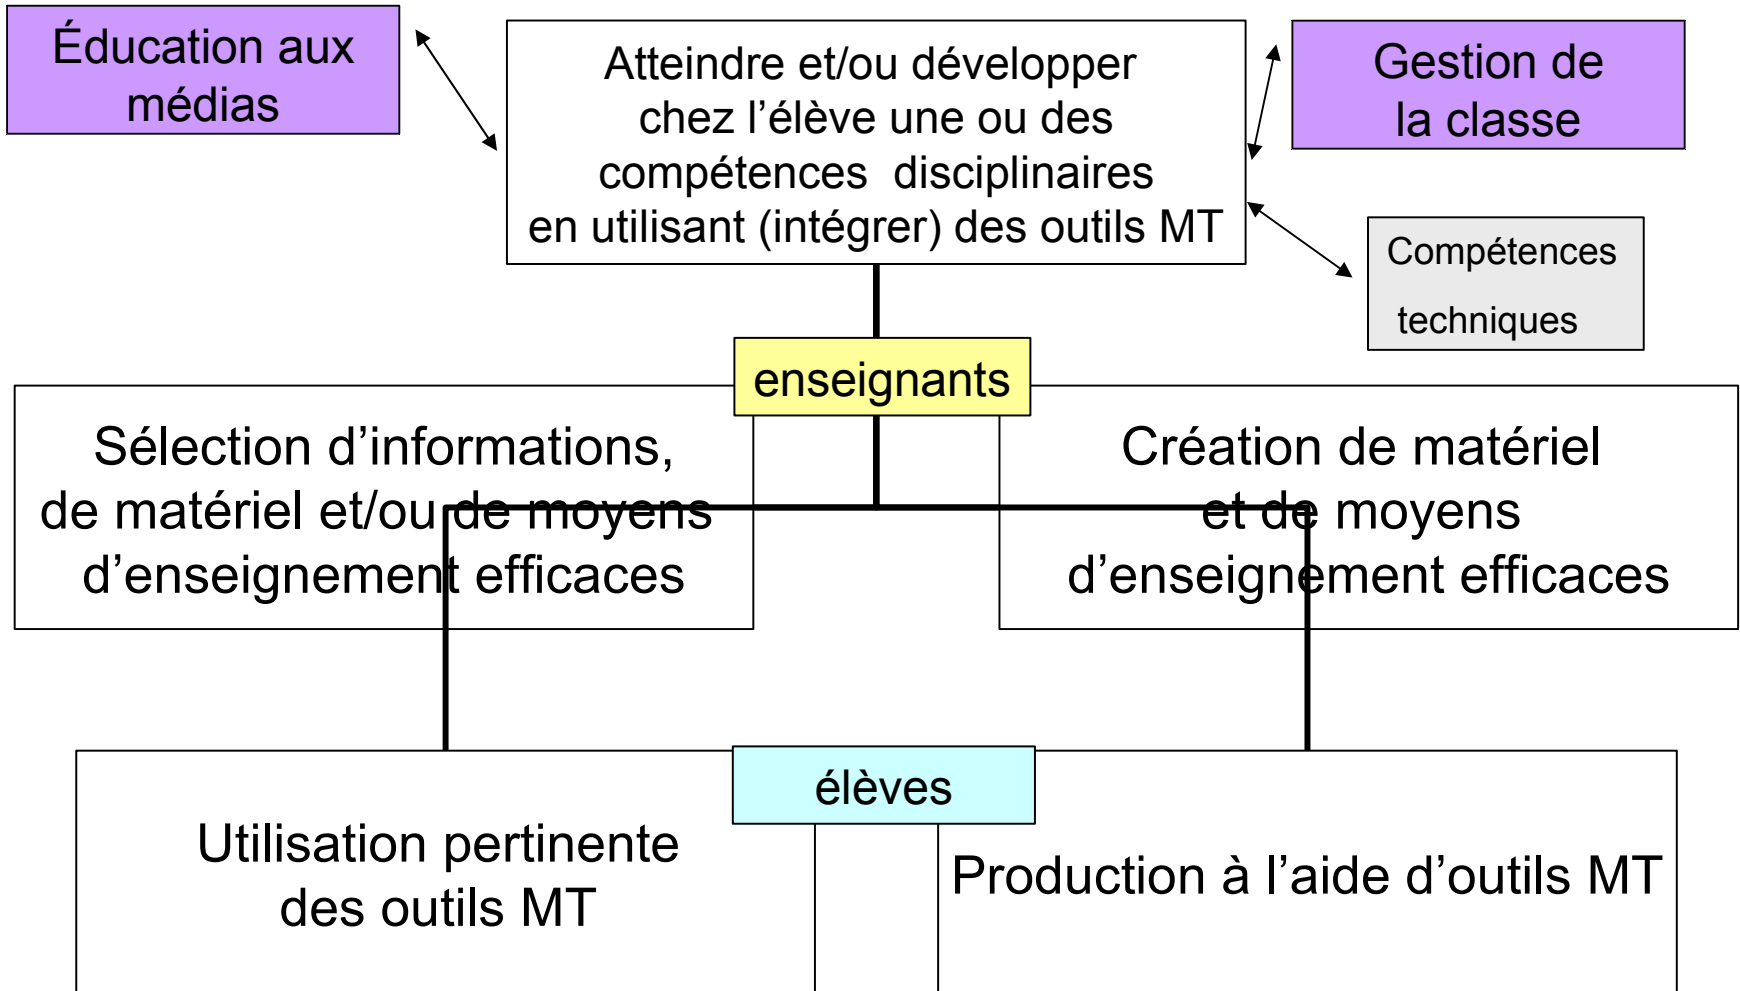 Éducation aux
médias
Atteindre et/ou développer
chez l’élève une ou des
compétences disciplinaires
en utilisant (intégrer) des outils MT
Gestion de
la classe
Compétences
techniques
enseignants
Sélection d’informations,
de matériel et/ou de moyens
d’enseignement efficaces
Création de matériel
et de moyens
d’enseignement efficaces
élèves
Utilisation pertinente
des outils MT
Production à l’aide d’outils MT